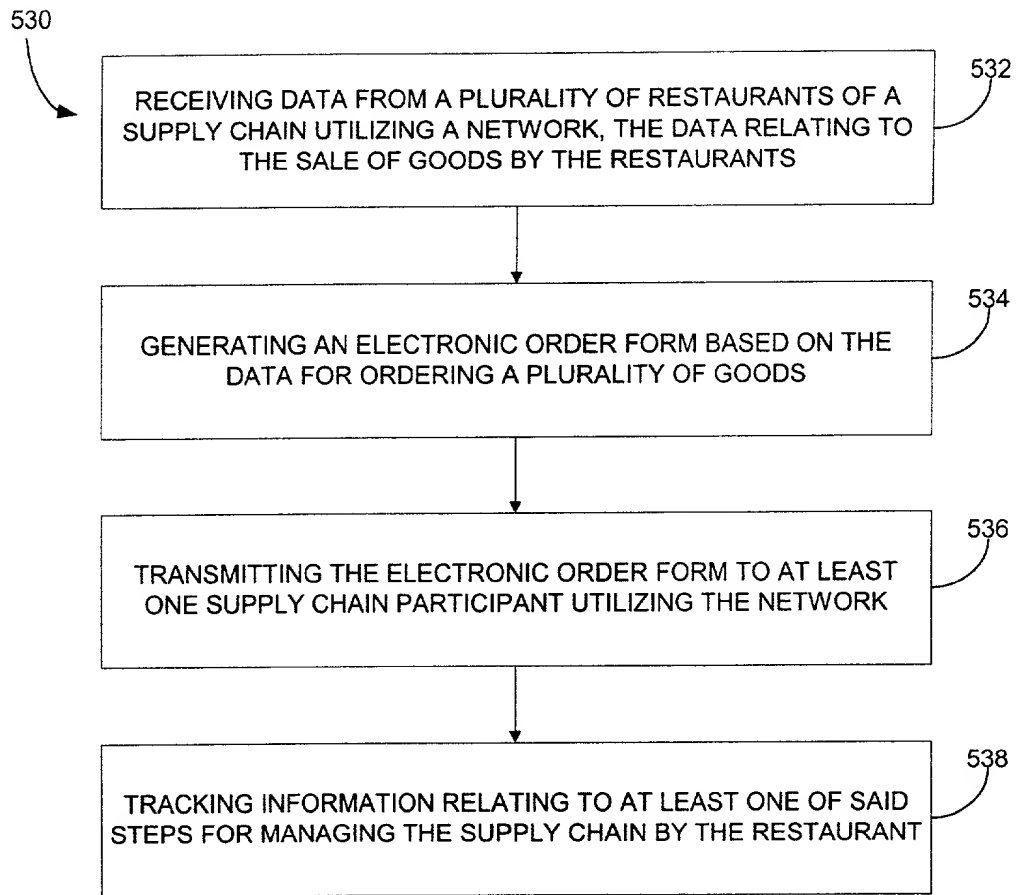 530
532
RECEIVING DATA FROM A PLURALITY OF RESTAURANTS OF A
SUPPLY CHAIN UTILIZING A NETWORK, THE DATA RELATING TO
THE SALE OF GOODS BY THE RESTAURANTS
534
GENERATING AN ELECTRONIC ORDER FORM BASED ON THE
DATA FOR ORDERING A PLURALITY OF GOODS
536
TRANSMITTING THE ELECTRONIC ORDER FORM TO AT LEAST
ONE SUPPLY CHAIN PARTICIPANT UTILIZING THE NETWORK
538
TRACKING INFORMATION RELATING TO AT LEAST ONE OF SAID
STEPS FOR MANAGING THE SUPPLY CHAIN BY THE RESTAURANT